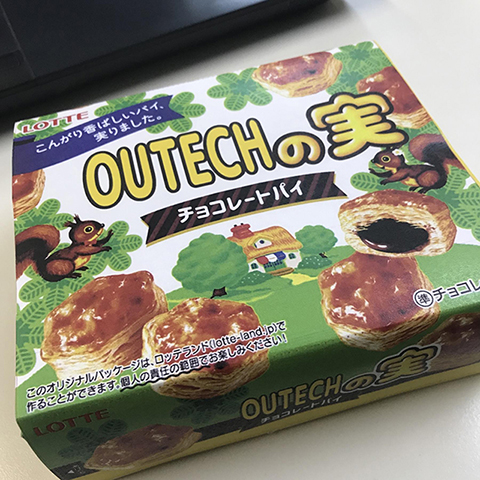 LOTTE
こんがり香ばしいパイ、
実りました。
OUTECHの実
チョコレートパイ
準チョコレ
このオリジナルパッケージは、ロッテランド(lotte-land.jp)で
作ることができます。個人の責任の範囲でお楽しみください！
LOTTE
OUTECHの実
チョコレートパイ